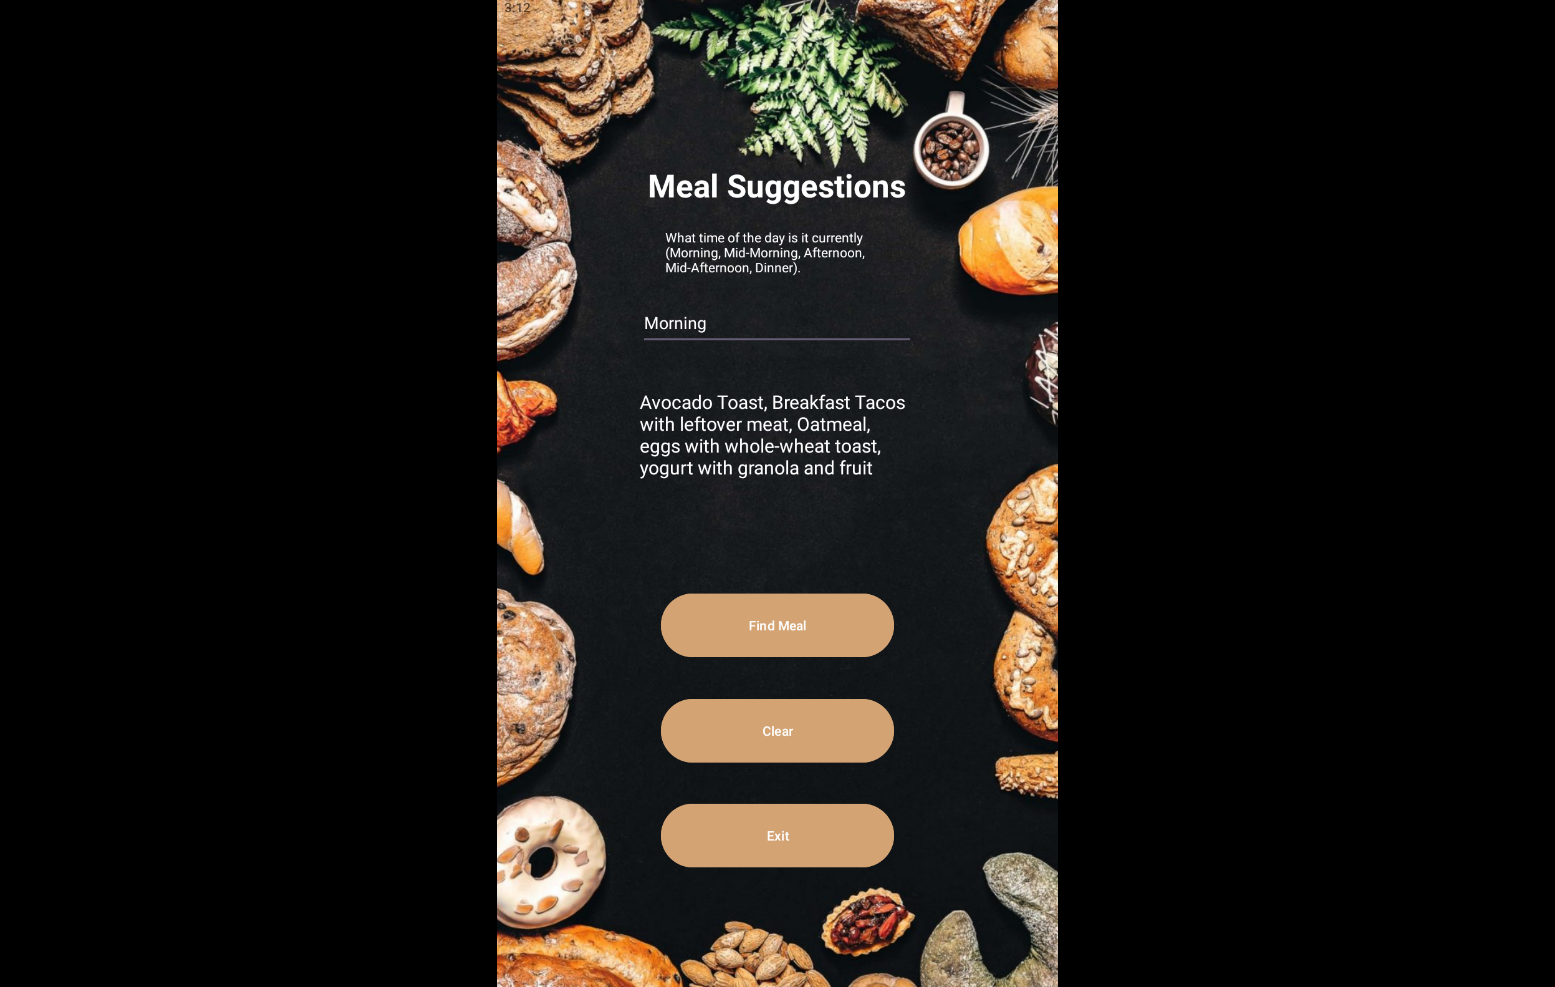 3:12
Meal Suggestions
What time of the day is it currently
(Morning, Mid-Morning, Afternoon,
Mid-Afternoon, Dinner).
Morning
Avocado Toast, Breakfast Tacos
with leftover meat, Oatmeal,
eggs with whole-wheat toast,
yogurt with granola and fruit
Find Meal
Clear
Exit